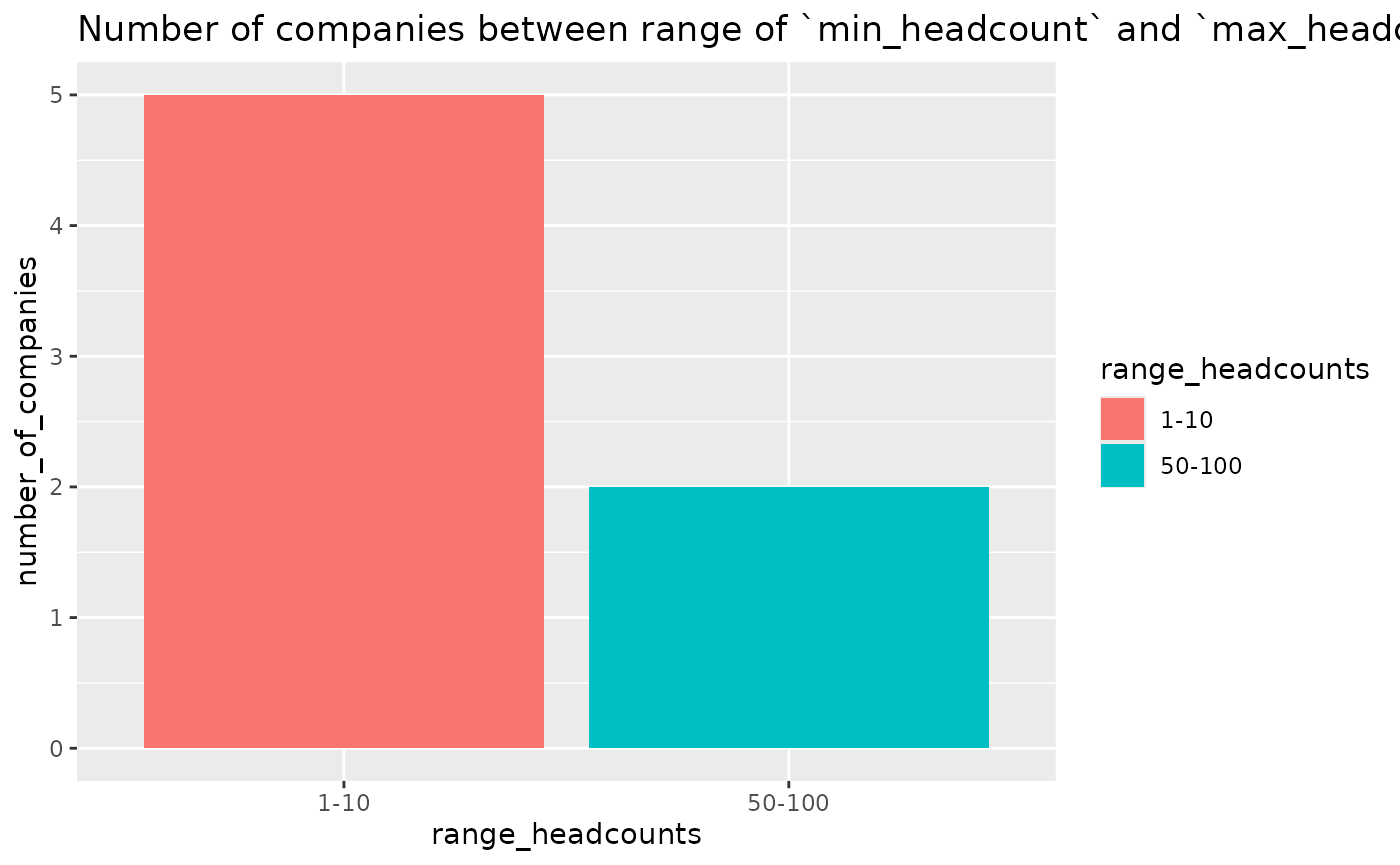 Number of companies between range of `min_headcount` and `max_headc
5
4
3
2
1
0
number_of_companies
1-10
50-100
range_headcounts
range_headcounts
1-10
50-100